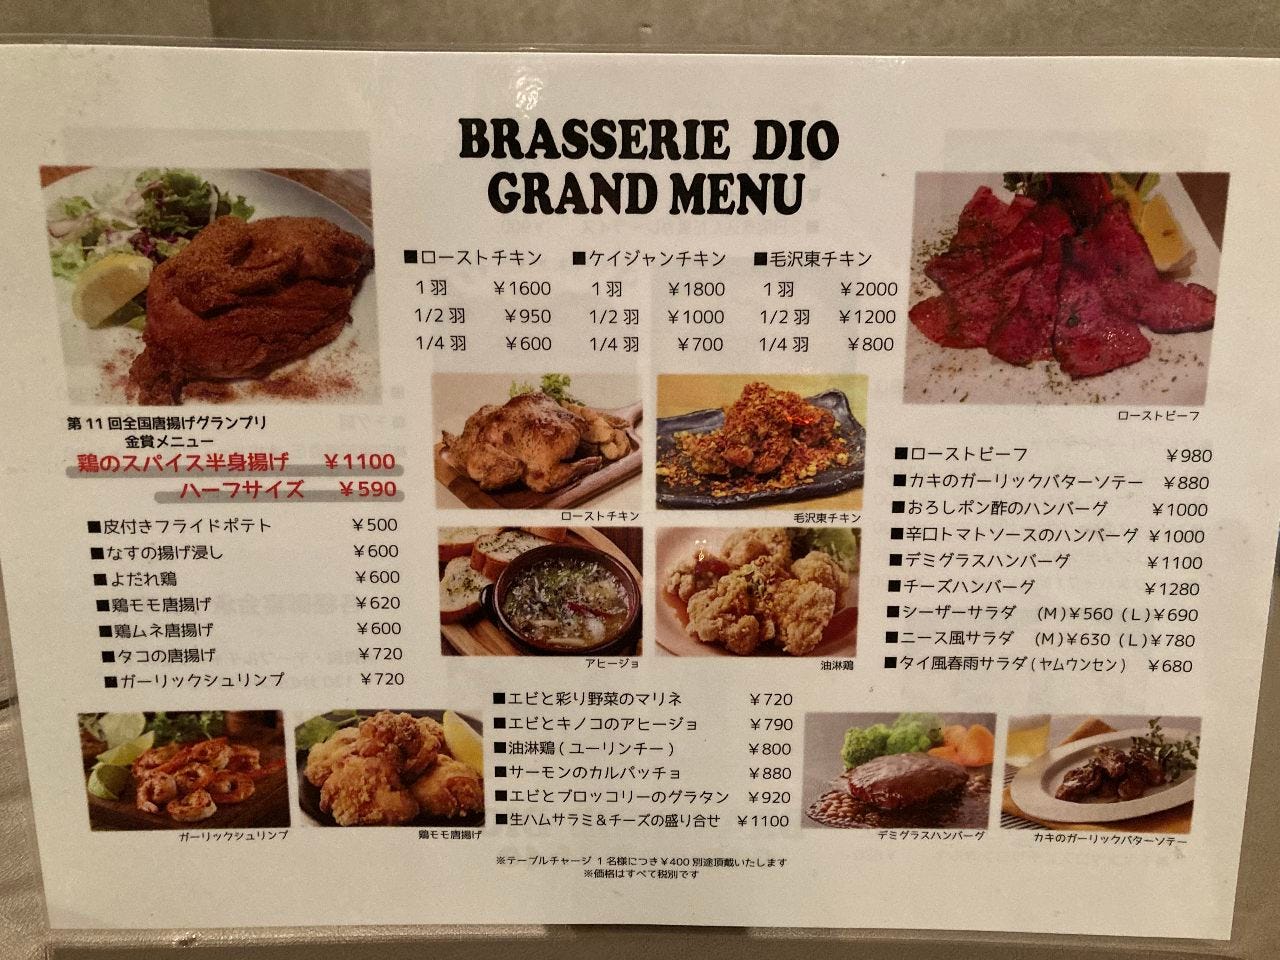 BRASSERIE DIO
GRAND MENU
■ローストチキン
1羽 ¥1600
1/2羽 ¥950
1/4羽 ¥600
■ケイジャンチキン
1羽 ¥1800
1/2羽 ¥1000
1/4羽 ¥700
■毛沢東チキン
1羽 ¥2000
1/2羽 ¥1200
1/4羽 ¥800
第11回全国唐揚げグランプリ
金賞メニュー
鶏のスパイス半身揚げ ¥1100
ハーフサイズ ¥590
■皮付きフライドポテト ¥500
■なすの揚げ浸し ¥600
■よだれ鶏 ¥600
■鶏モモ唐揚げ ¥620
■鶏ムネ唐揚げ ¥600
■タコの唐揚げ ¥720
■ガーリックシュリンプ ¥720
ガーリックシュリンプ
鶏モモ唐揚げ
ローストチキン
毛沢東チキン
アヒージョ
油淋鶏
■エビと彩り野菜のマリネ ¥720
■エビとキノコのアヒージョ ¥790
■油淋鶏(ユーリンチー) ¥800
■サーモンのカルパッチョ ¥880
■エビとブロッコリーのグラタン ¥920
■生ハムサラミ&チーズの盛り合せ ¥1100
※テーブルチャージ 1名様につき¥400別途頂戴いたします
※価格はすべて税別です
ローストビーフ
■ローストビーフ ¥980
■カキのガーリックバターソテー ¥880
■おろしポン酢のハンバーグ ¥1000
■辛口トマトソースのハンバーグ ¥1000
■デミグラスハンバーグ ¥1100
■チーズハンバーグ ¥1280
■シーザーサラダ (M)¥560 (L)¥690
■ニース風サラダ (M)¥630 (L)¥780
■タイ風春雨サラダ(ヤムウンセン) ¥680
デミグラスハンバーグ
カキのガーリックバターソテー